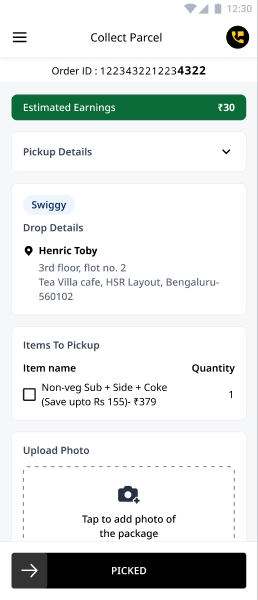 12:30
Collect Parcel
Order ID : 1223432212234322
Estimated Earnings ₹30
Pickup Details
Swiggy
Drop Details
Henric Toby
3rd floor, flot no. 2
Tea Villa cafe, HSR Layout, Bengaluru-
560102
Items To Pickup
Item name Quantity
Non-veg Sub + Side + Coke 1
(Save upto Rs 155)- ₹379
Upload Photo
Tap to add photo of
the package
PICKED